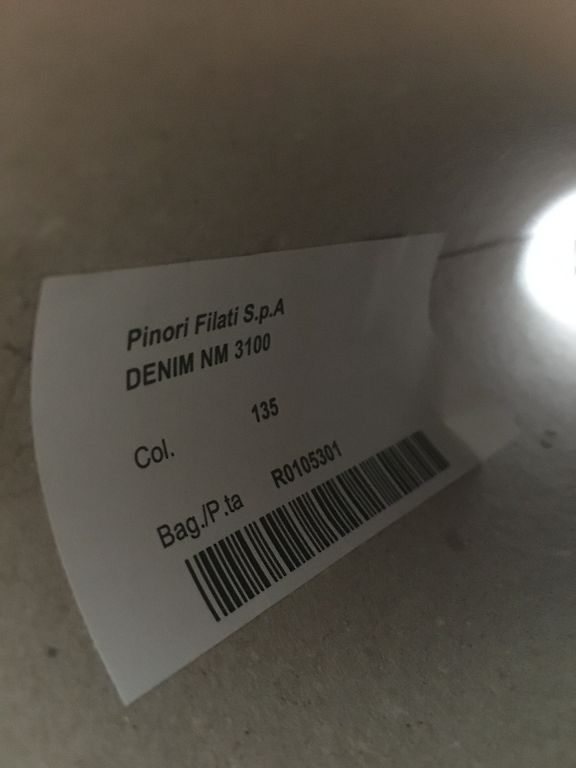 Pinori Filati S.p.A
DENIM NM 3100
Col. 135
Bag./P.ta R0105301